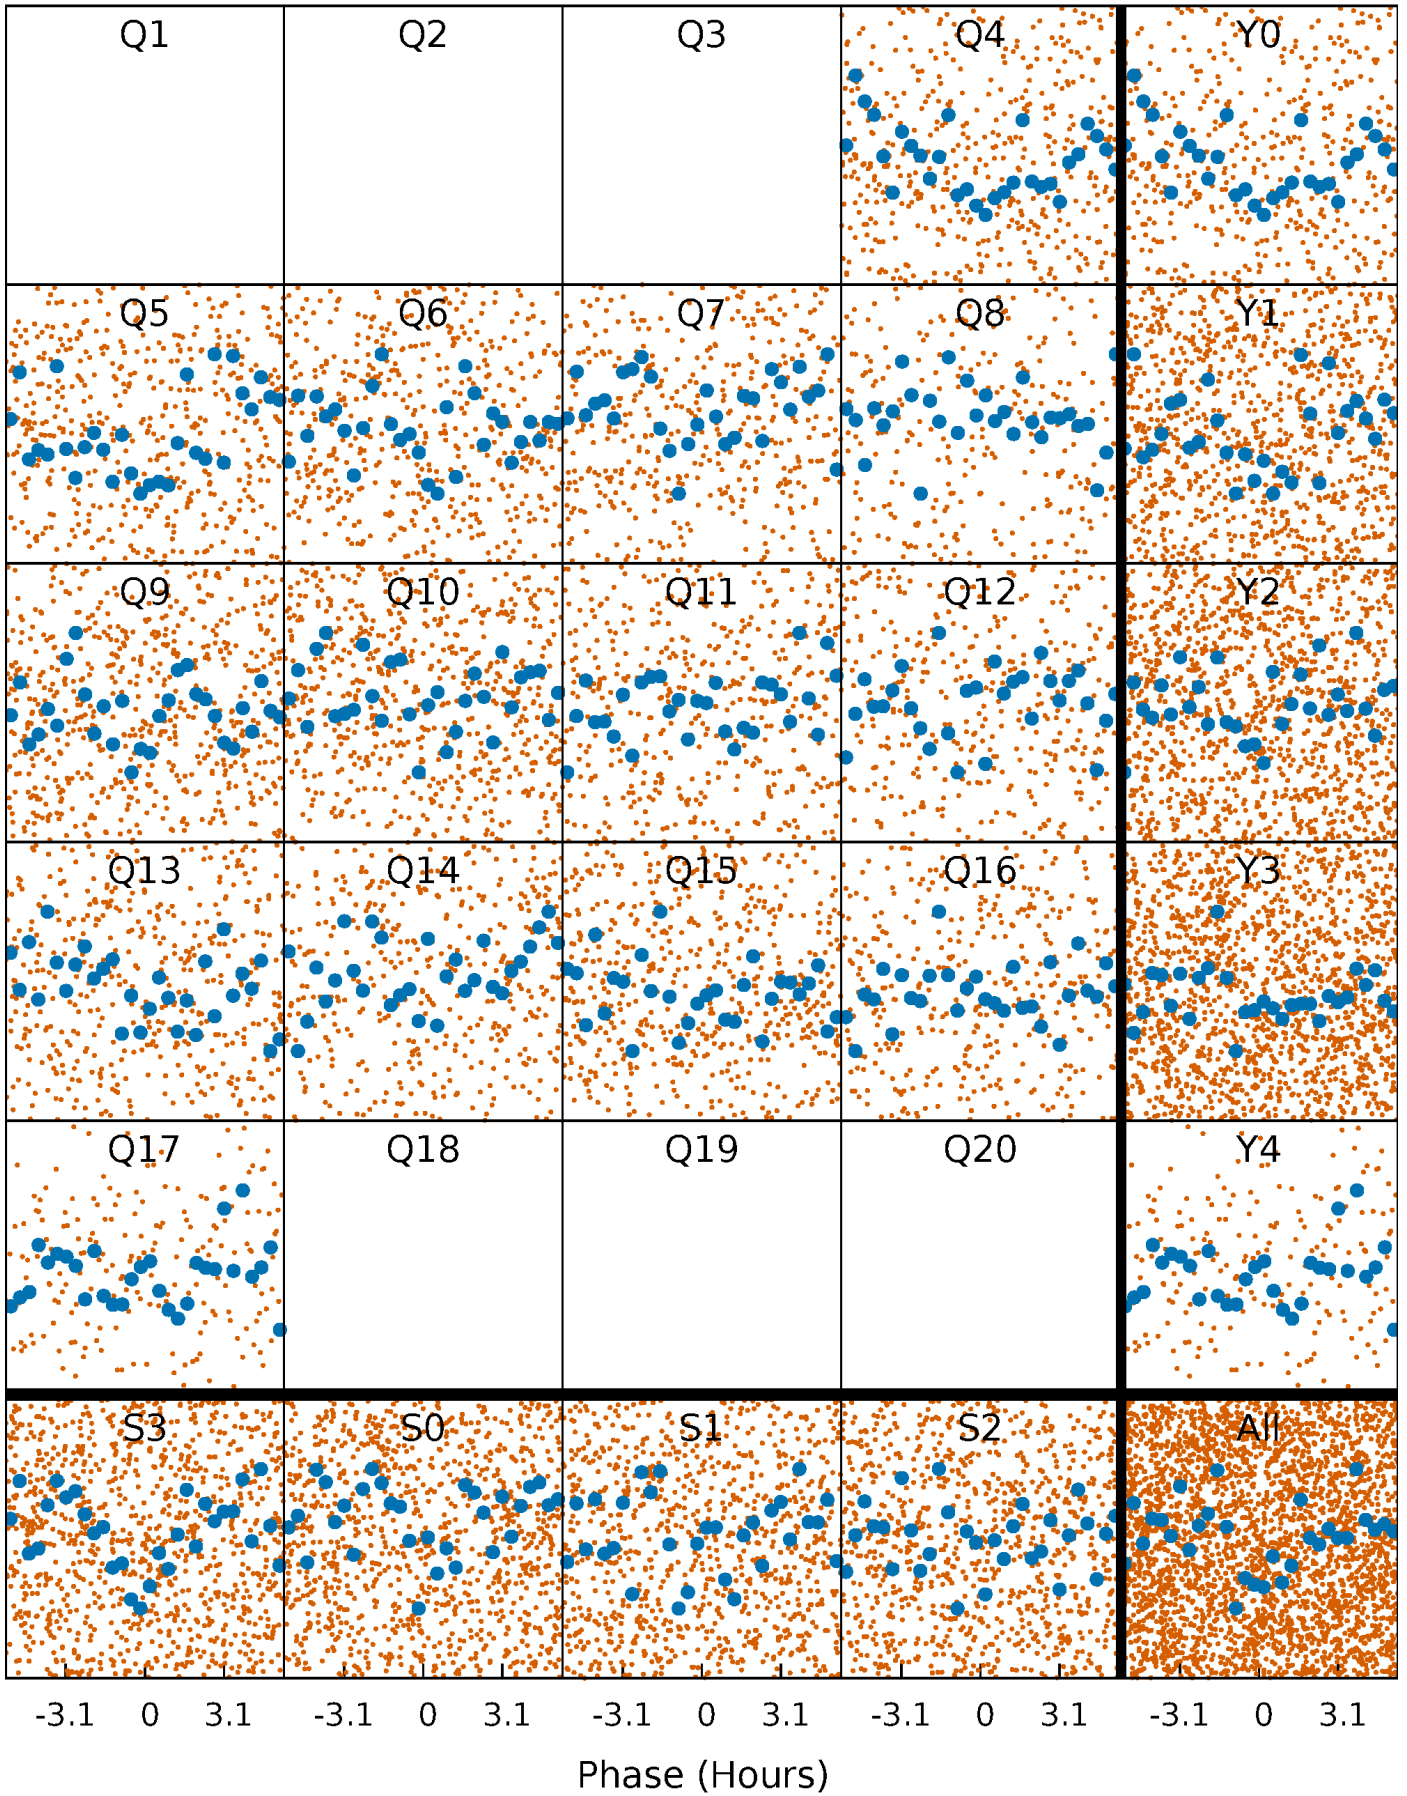 Q1 Q2 Q3 Q4 Y0
Q5 Q6 Q7 Q8 Y1
Q9 Q10 Q11 Q12 Y2
Q13 Q14 Q15 Q16 Y3
Q17 Q18 Q19 Q20 Y4
S3 S0 S1 S2 All
-3.1 0 3.1 -3.1 0 3.1 -3.1 0 3.1 -3.1 0 3.1 -3.1 0 3.1
Phase (Hours)